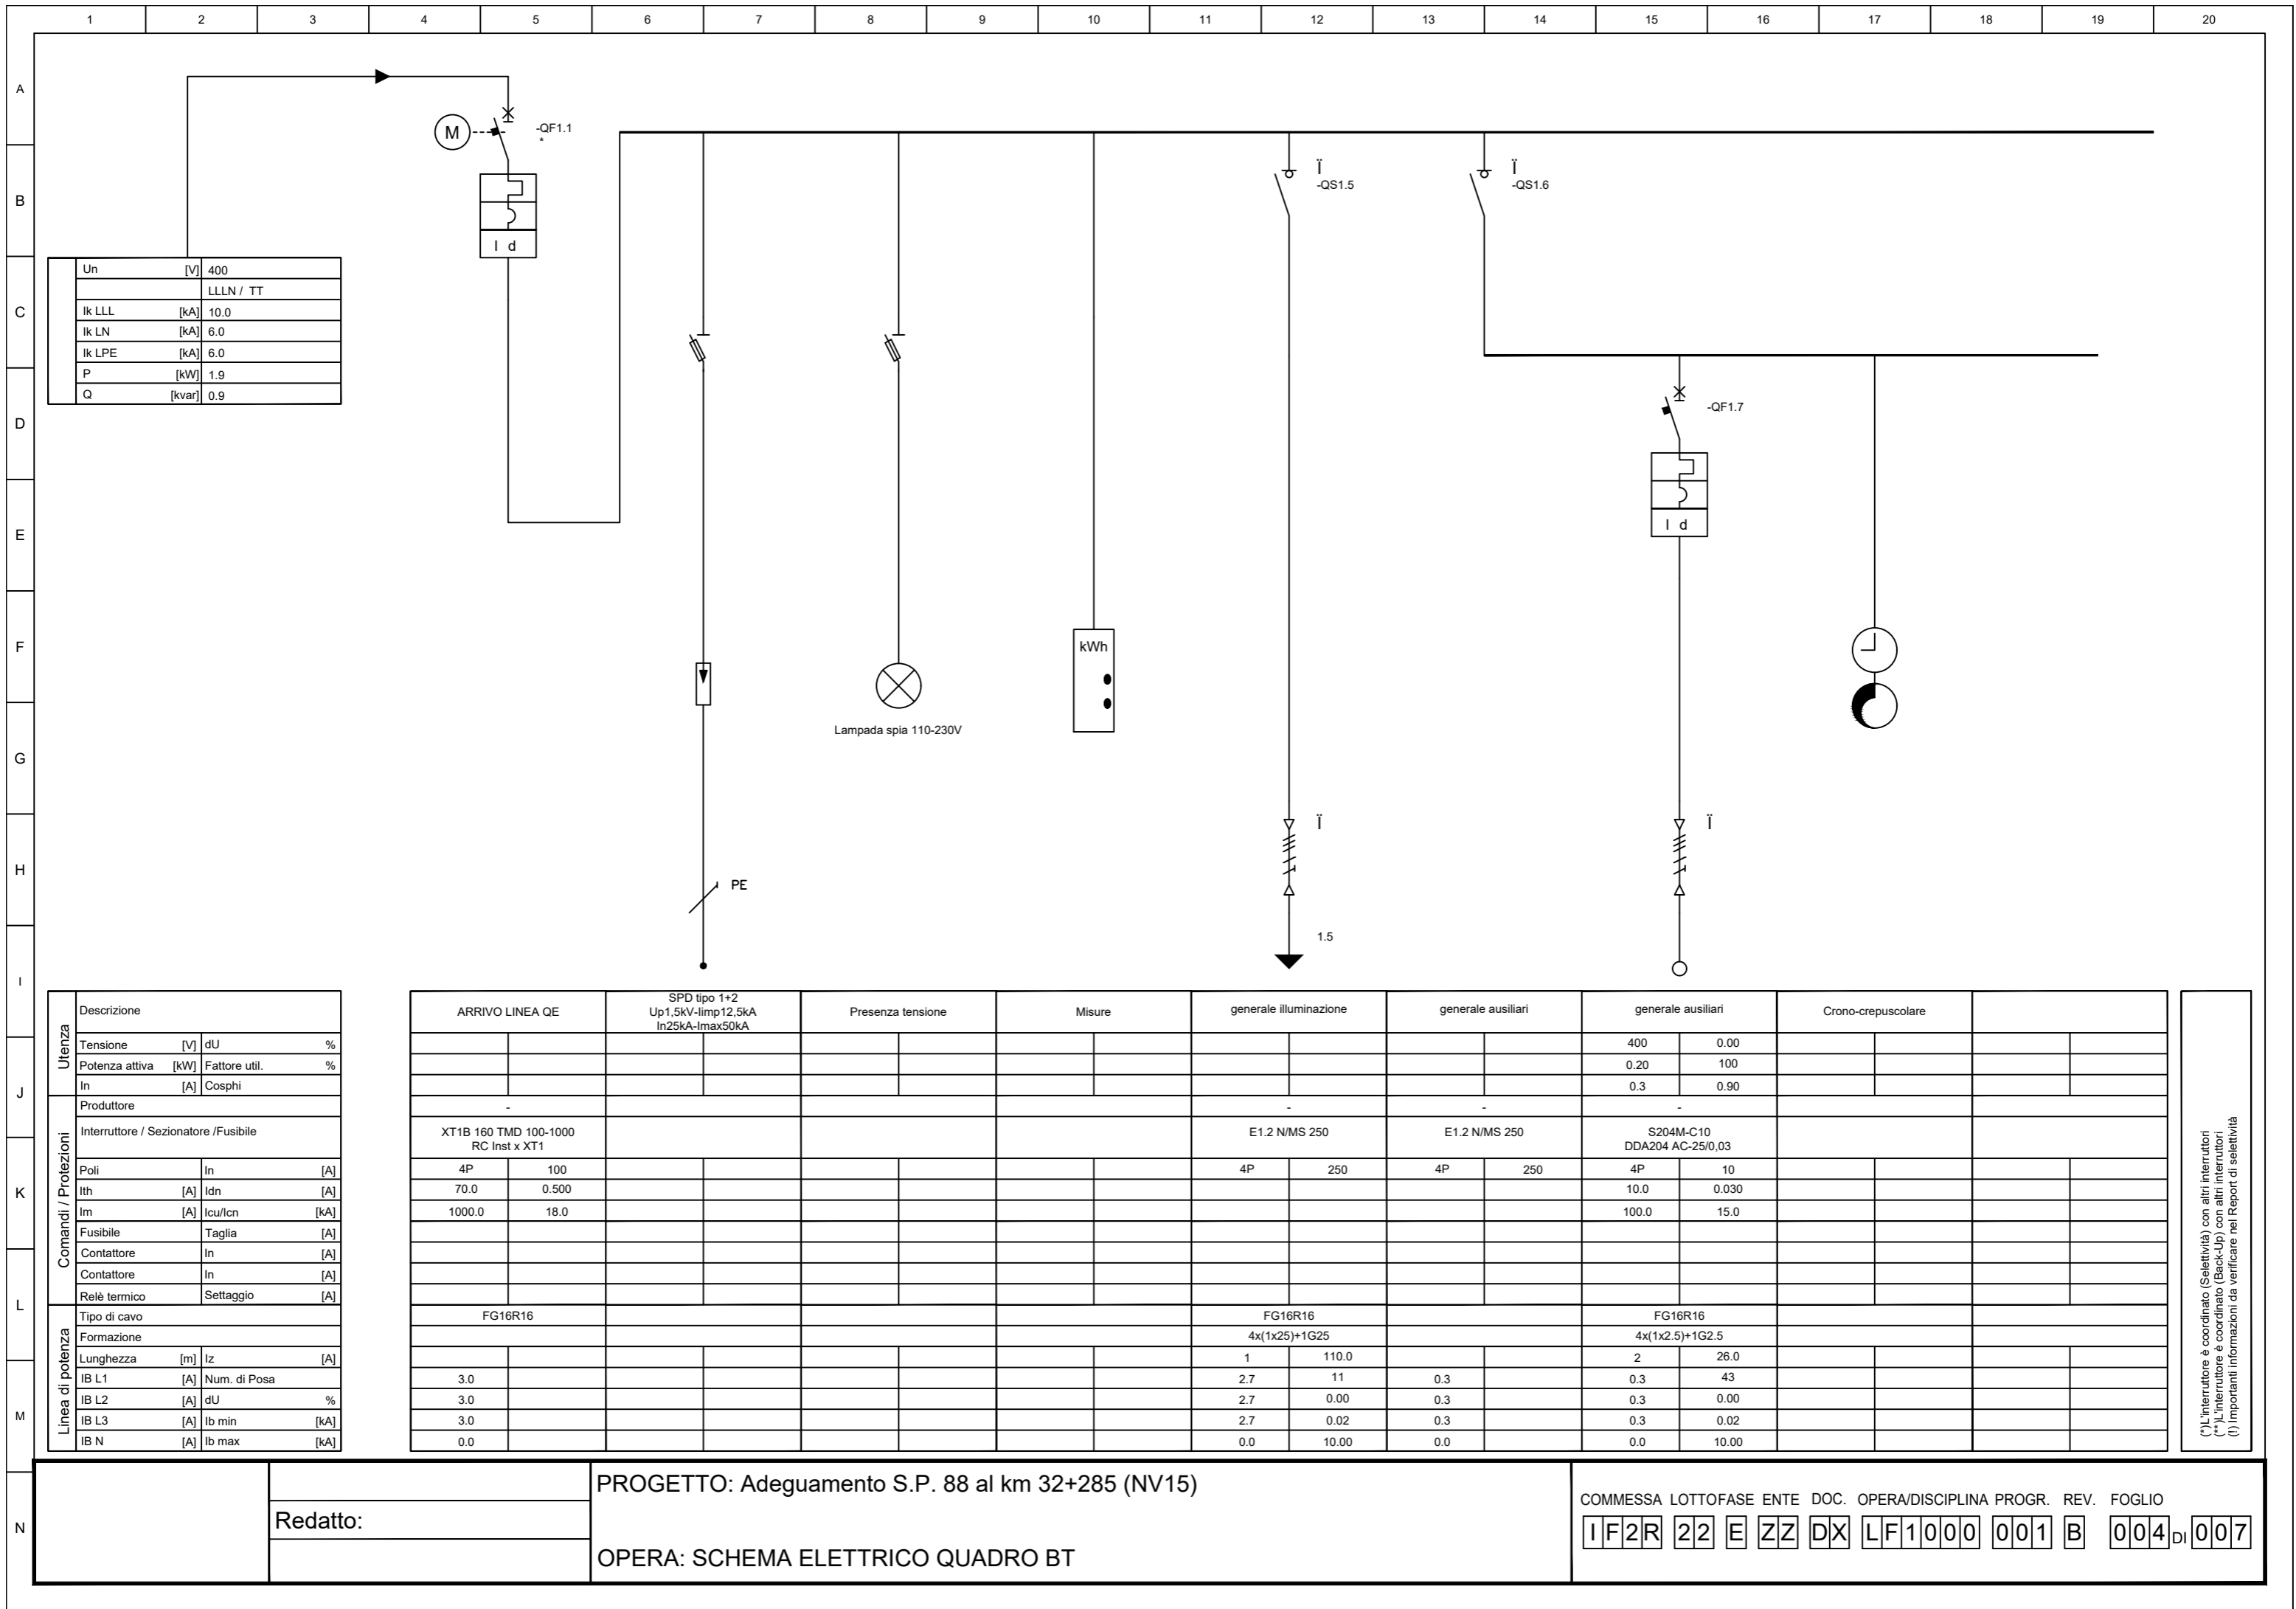 1 2 3 4 5 6 7 8 9 10 11 12 13 14 15 16 17 18 19 20
A
B
C
D
E
F
G
H
I
J
K
L
M
N
M
-QF1.1
*
I d
Ï
-QS1.5
Ï
-QS1.6
Un [V] 400
LLLN / TT
Ik LLL [kA] 10.0
Ik LN [kA] 6.0
Ik LPE [kA] 6.0
P [kW] 1.9
Q [kvar] 0.9
-QF1.7
I d
kWh
Lampada spia 110-230V
Ï
Ï
PE
1.5
Utenza
Descrizione
ARRIVO LINEA QE
SPD tipo 1+2
Up1,5kV-Iimp12,5kA
In25kA-Imax50kA
Presenza tensione
Misure
generale illuminazione
generale ausiliari
generale ausiliari
Crono-crepuscolare
Tensione [V] dU % 400 0.00
Potenza attiva [kW] Fattore util. % 0.20 100
In [A] Cosphi 0.3 0.90
Comandi / Protezioni
Produttore - - - -
Interruttore / Sezionatore /Fusibile
XT1B 160 TMD 100-1000
RC Inst x XT1
E1.2 N/MS 250
E1.2 N/MS 250
S204M-C10
DDA204 AC-25/0,03
Poli In [A] 4P 100 4P 250 4P 250 4P 10
Ith [A] Idn [A] 70.0 0.500 10.0 0.030
Im [A] Icu/Icn [kA] 1000.0 18.0 100.0 15.0
Fusibile Taglia [A]
Contattore In [A]
Contattore In [A]
Relè termico Settaggio [A]
Linea di potenza
Tipo di cavo FG16R16 FG16R16 FG16R16
Formazione 4x(1x25)+1G25 4x(1x2.5)+1G2.5
Lunghezza [m] Iz [A] 1 110.0 2 26.0
IB L1 [A] Num. di Posa 3.0 2.7 11 0.3 0.3 43
IB L2 [A] dU % 3.0 2.7 0.00 0.3 0.3 0.00
IB L3 [A] Ib min [kA] 3.0 2.7 0.02 0.3 0.3 0.02
IB N [A] Ib max [kA] 0.0 0.0 10.00 0.0 0.0 10.00
(*)L'interruttore è coordinato (Selettività) con altri interruttori
(**)L'interruttore è coordinato (Back-Up) con altri interruttori
(!) Importanti informazioni da verificare nel Report di selettività
Redatto:
PROGETTO: Adeguamento S.P. 88 al km 32+285 (NV15)
OPERA: SCHEMA ELETTRICO QUADRO BT
COMMESSA LOTTO FASE ENTE DOC. OPERA/DISCIPLINA PROGR. REV. FOGLIO
IF2R 22 E ZZ DX LF1000 001 B 004 DI 007